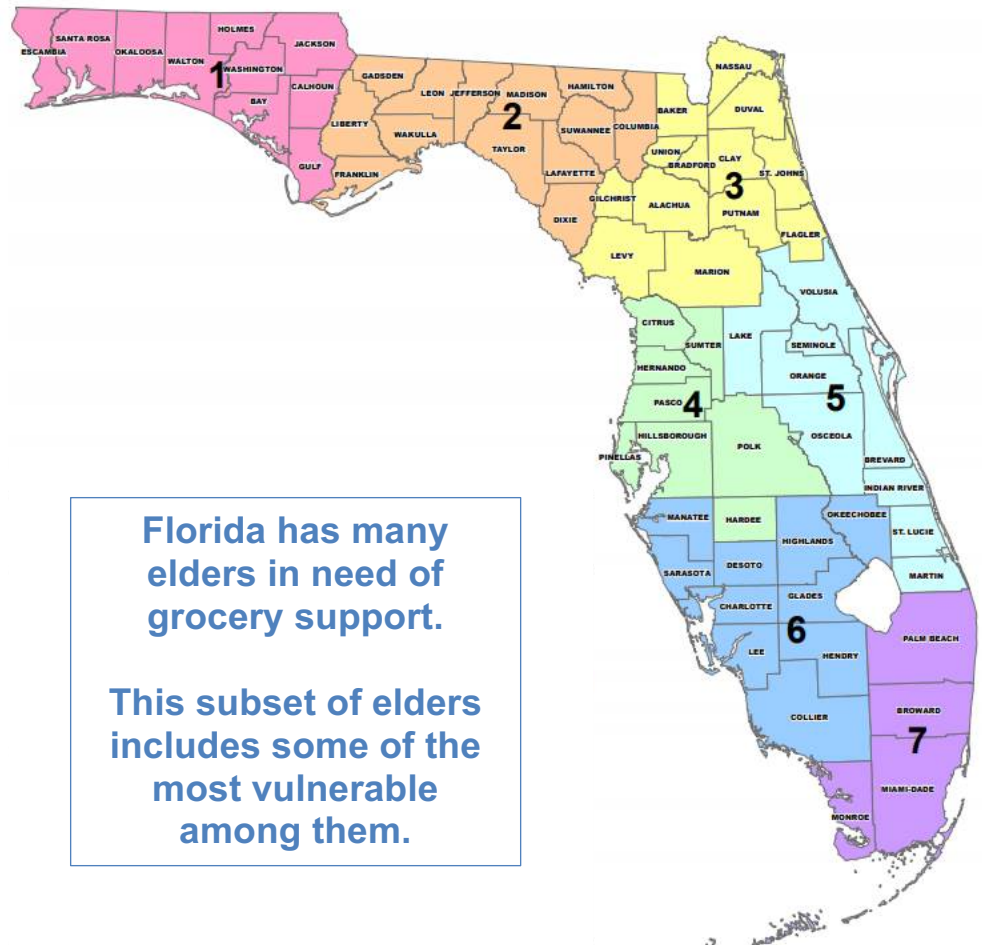 HOLMES
SANTA ROSA
JACKSON
ESCAMBIA
OKALOOSA
WALTON
WASHINGTON
1
CALHOUN
BAY
GULF
GADSDEN
LEON
JEFFERSON
MADISON
HAMILTON
2
LIBERTY
WAKULLA
TAYLOR
SUWANNEE
COLUMBIA
FRANKLIN
LAFAYETTE
DIXIE
NASSAU
BAKER
DUVAL
UNION
BRADFORD
CLAY
ST. JOHNS
3
GILCHRIST
ALACHUA
PUTNAM
FLAGLER
LEVY
MARION
VOLUSIA
CITRUS
SUMTER
LAKE
SEMINOLE
HERNANDO
ORANGE
PASCO
4
5
HILLSBOROUGH
POLK
OSCEOLA
PINELLAS
BREVARD
INDIAN RIVER
MANATEE
HARDEE
OKEECHOBEE
HIGHLANDS
ST. LUCIE
SARASOTA
DESOTO
MARTIN
CHARLOTTE
GLADES
6
LEE
HENDRY
PALM BEACH
COLLIER
BROWARD
7
MIAMI-DADE
MONROE
Florida has many
elders in need of
grocery support.
This subset of elders
includes some of the
most vulnerable
among them.